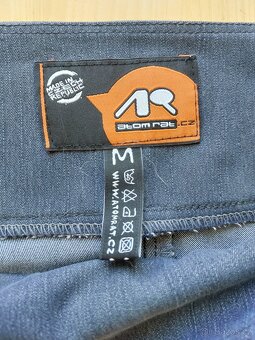 MADE IN
CZECH
REPUBLIC
AR
atom rat.cz
M
WWW.ATOMRAT.CZ